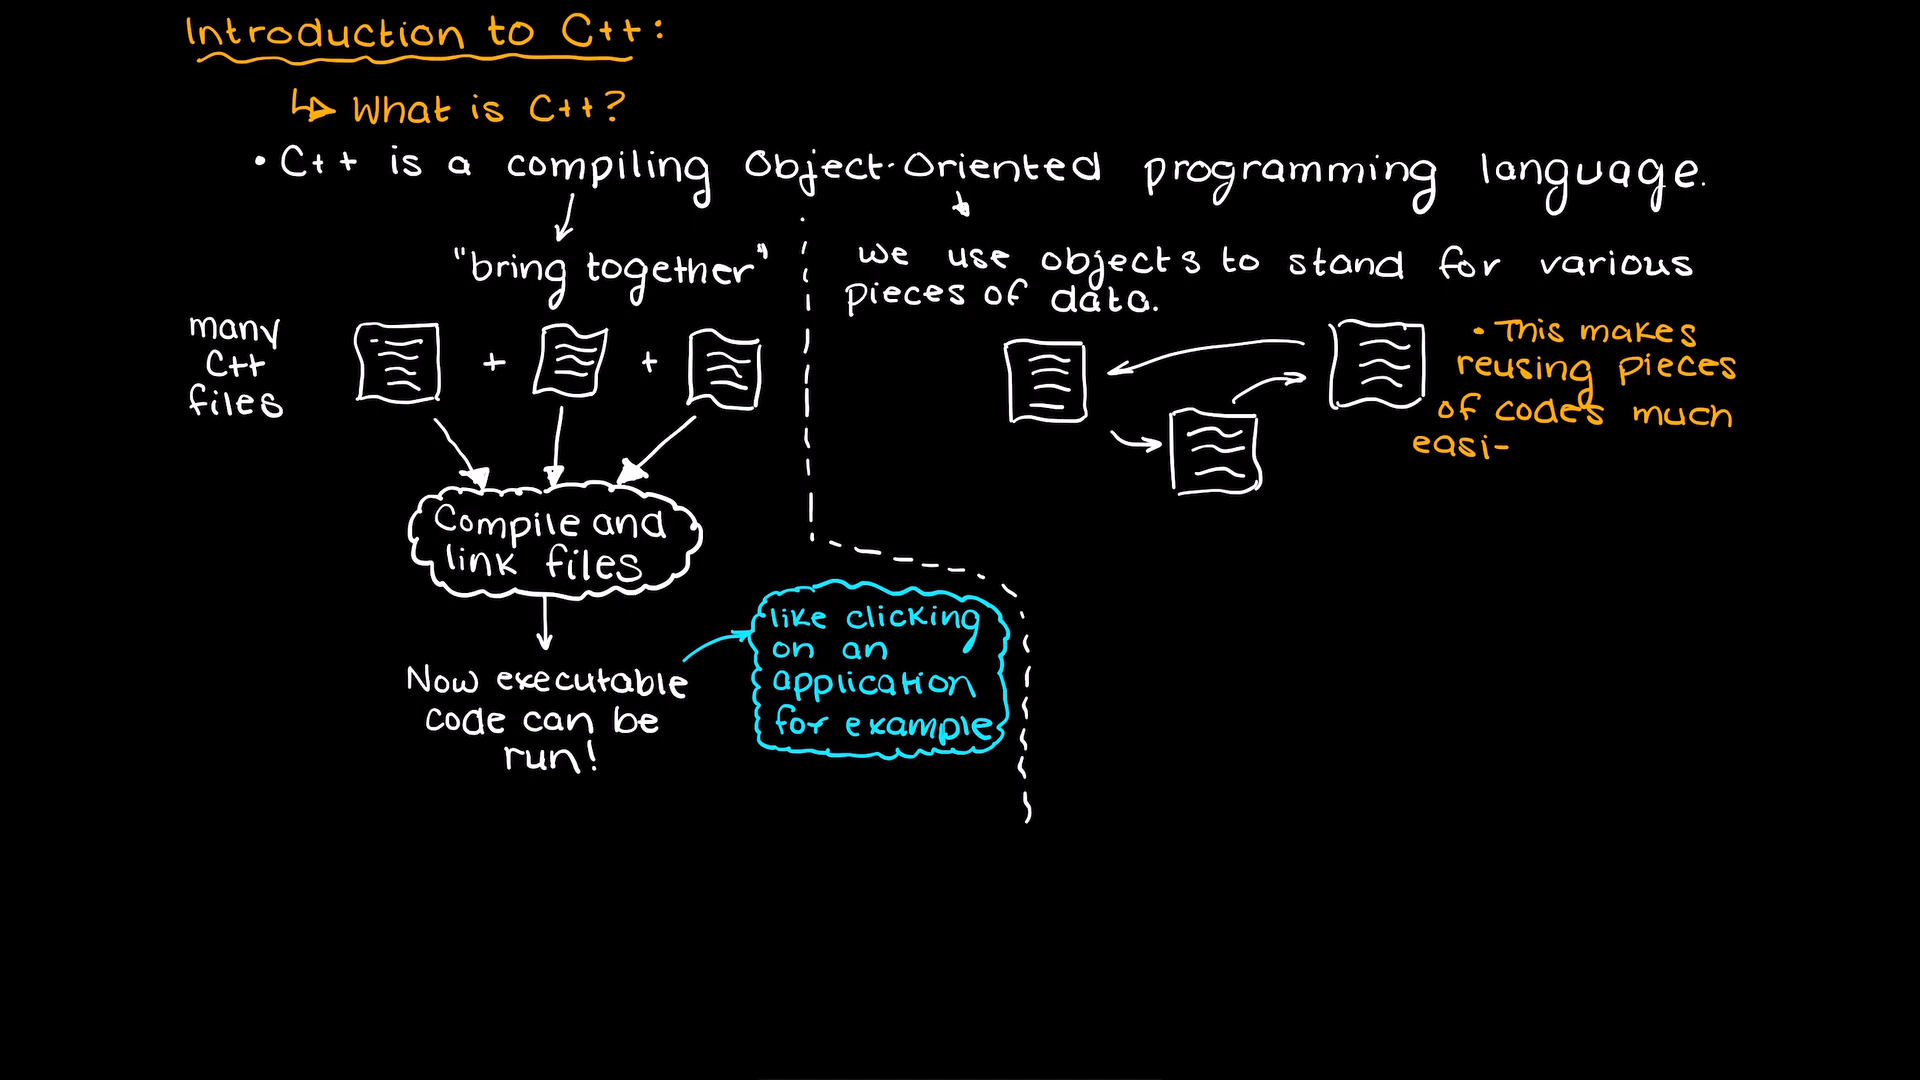 Introduction to C++:
What is C++?
• C++ is a compiling Object-Oriented programming language.
"bring together"
we use objects to stand for various
pieces of data.
many
C++
files
+ +
Compile and
link files
Now executable
code can be
run!
like clicking
on an
application
for example
• This makes
reusing pieces
of codes much
easi-